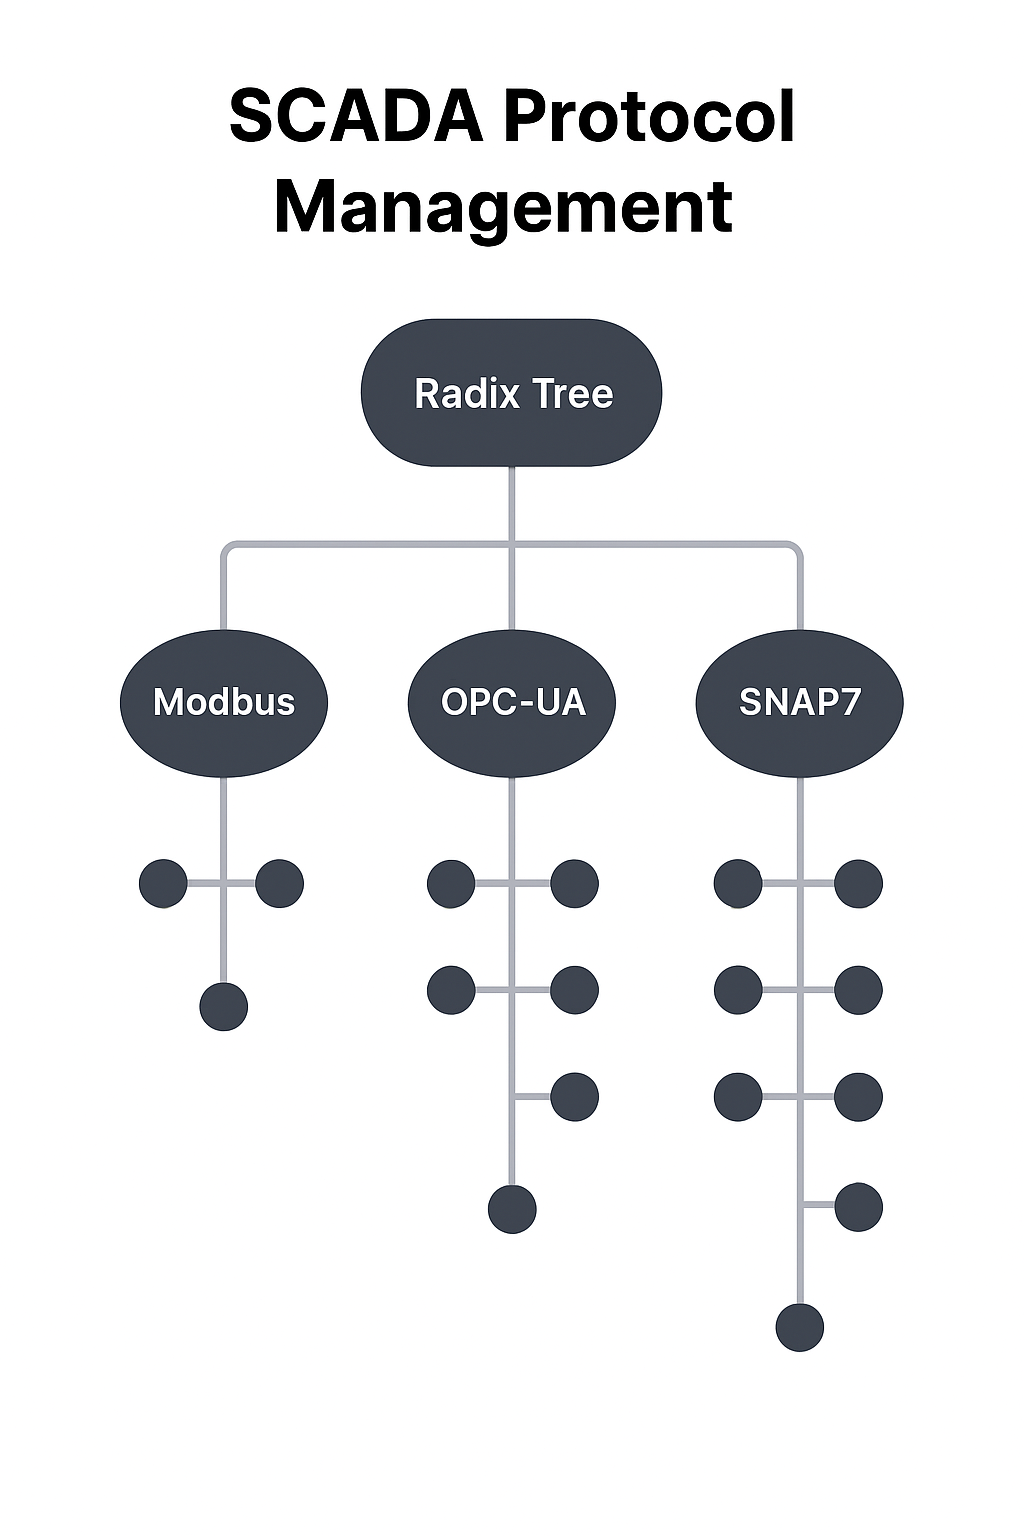 SCADA Protocol
Management
Radix Tree
Modbus
OPC-UA
SNAP7